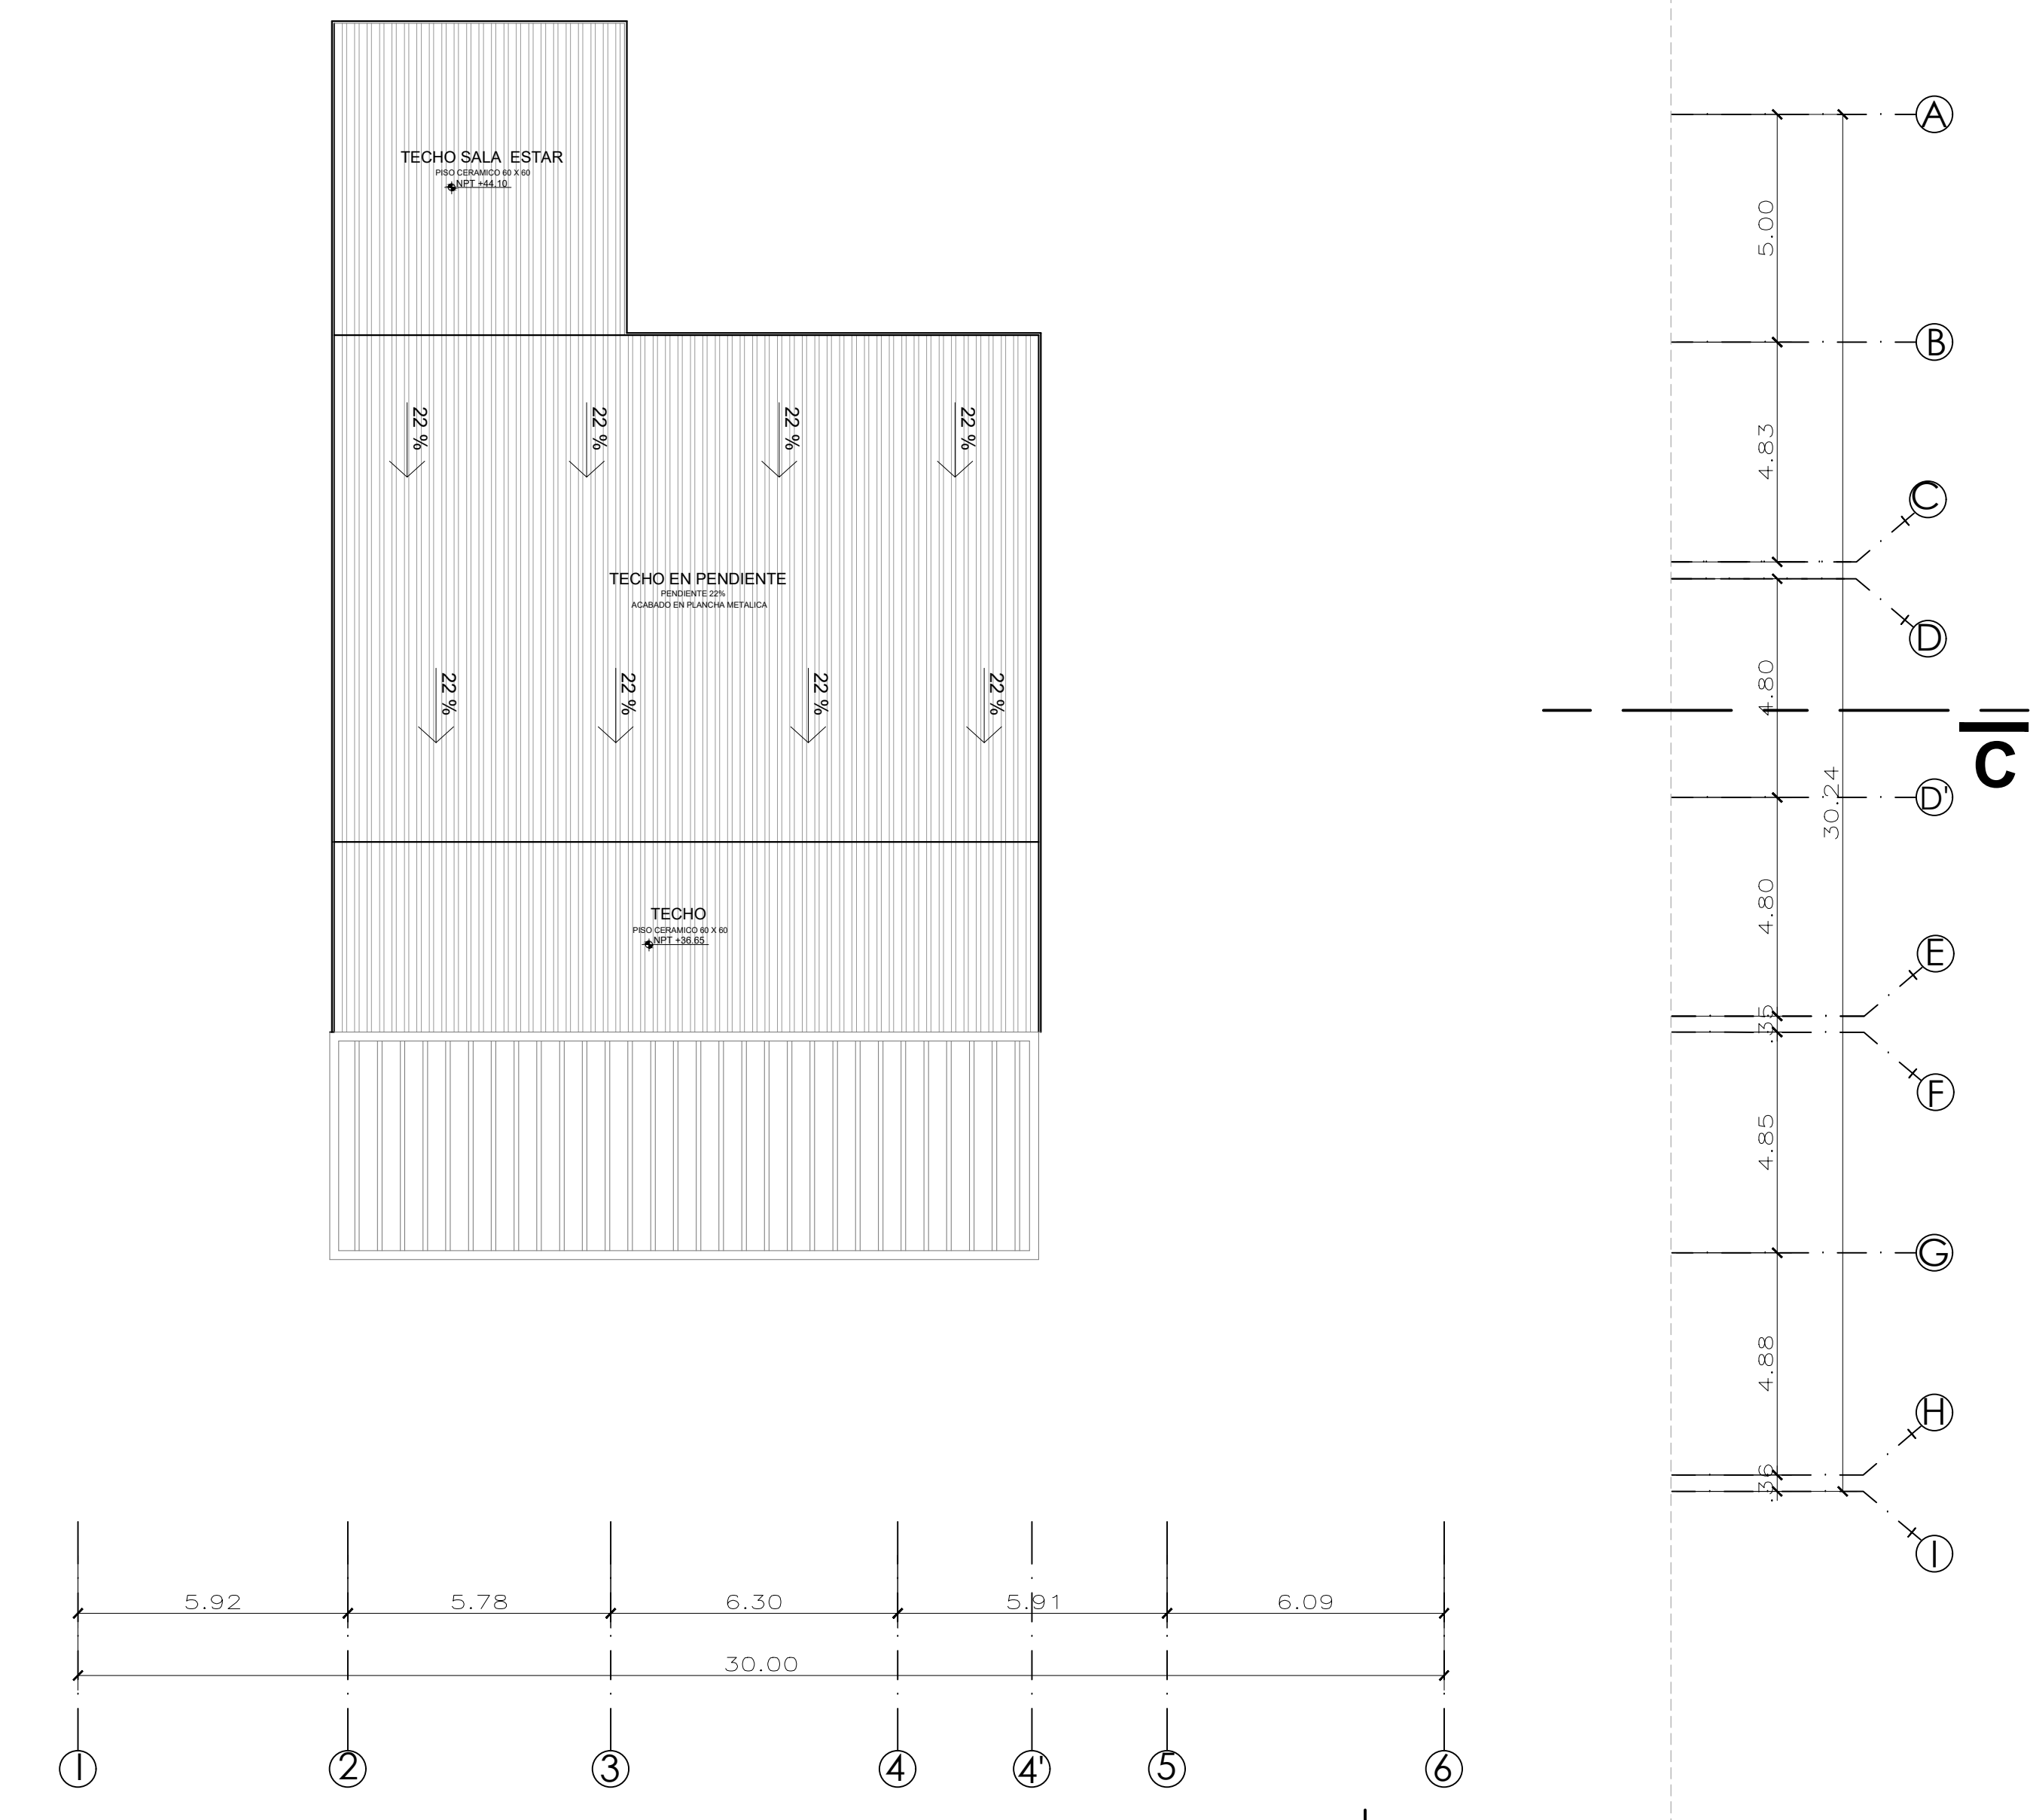 TECHO SALA ESTAR
PISO CERAMICO 60 X 60
NPT +44.10
22 %
22 %
22 %
22 %
TECHO EN PENDIENTE
PENDIENTE 22%
ACABADO EN PLANCHA METALICA
22 %
22 %
22 %
22 %
TECHO
PISO CERAMICO 60 X 60
NPT +36.65
A
5.00
B
4.83
C
D
4.80
C
D'
30.24
4.80
E
.35
F
4.85
G
4.88
H
.36
I
5.92
5.78
6.30
5.91
6.09
30.00
1
2
3
4
4'
5
6